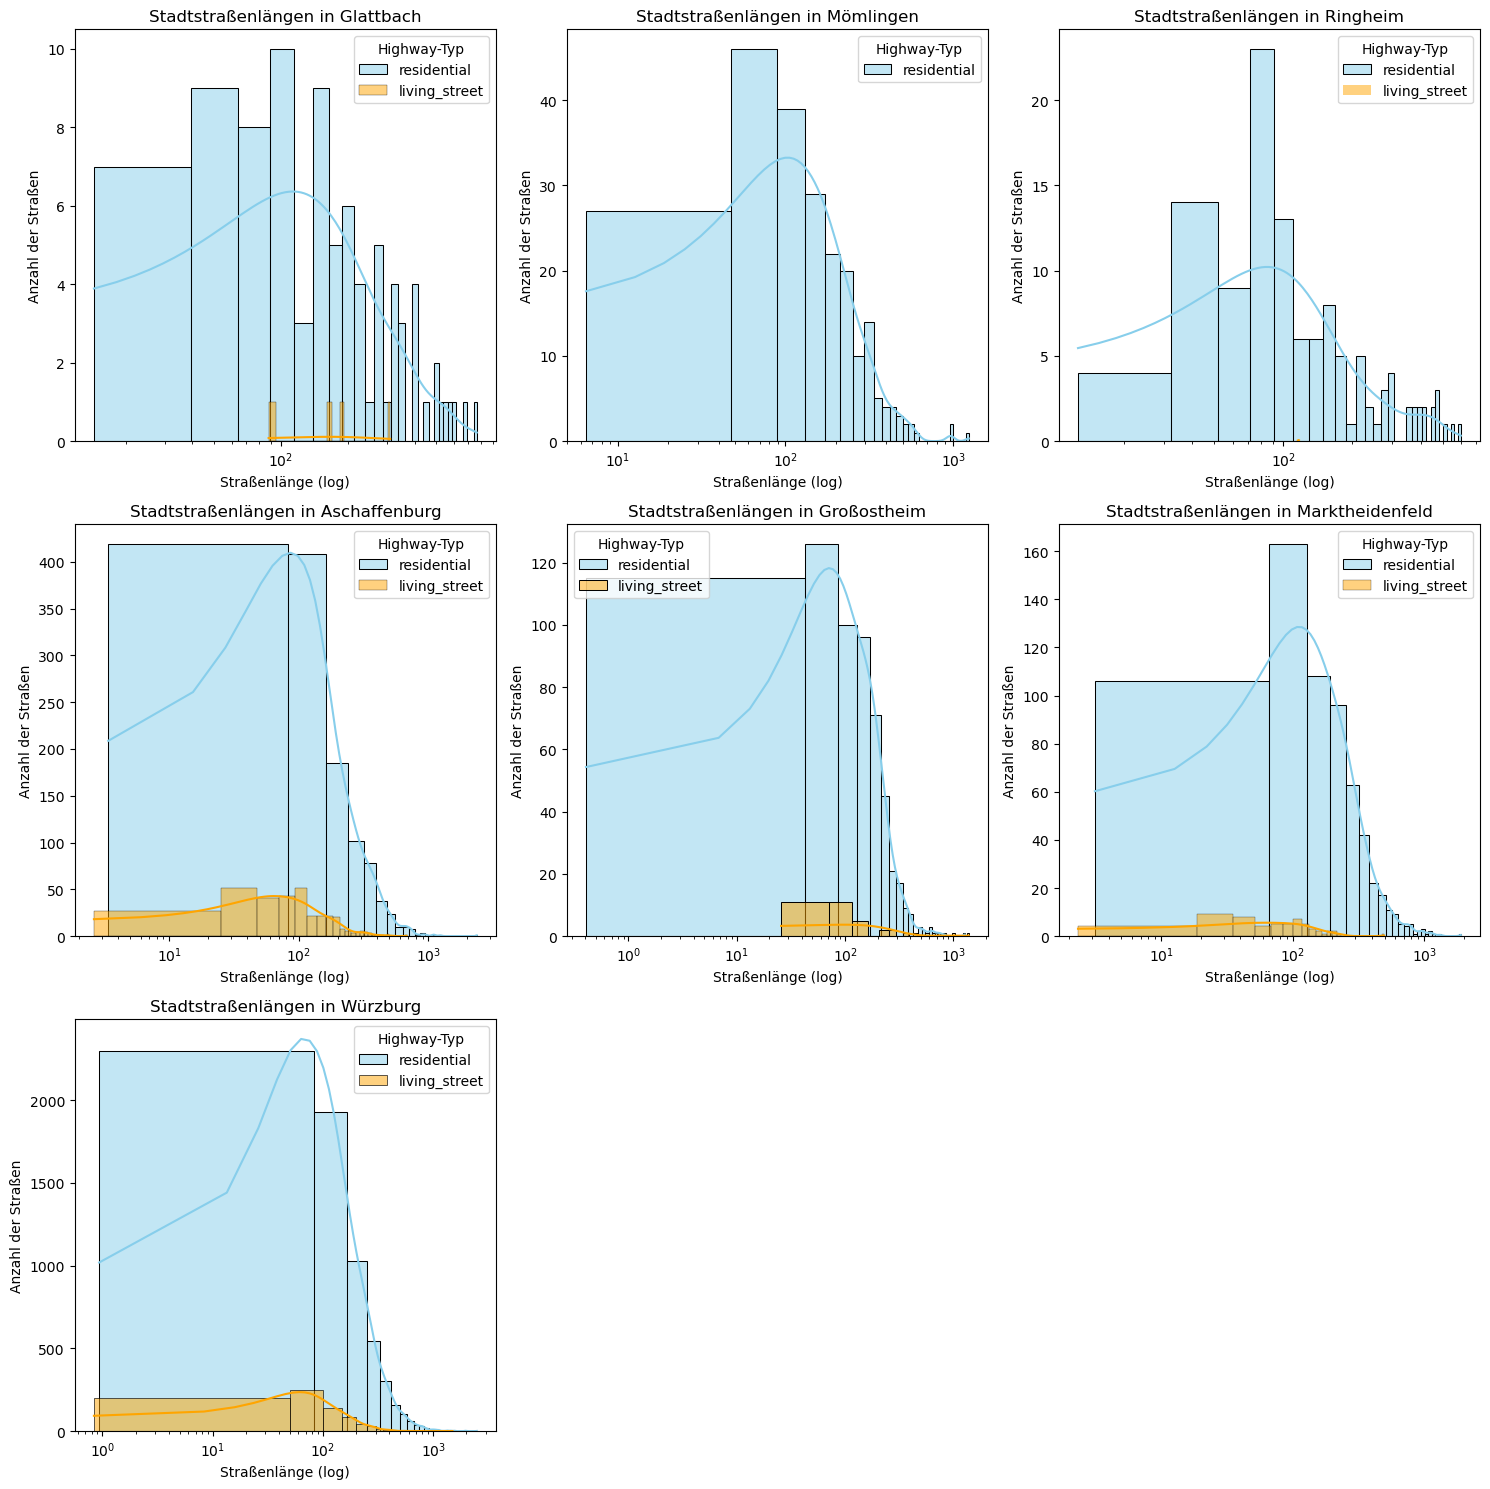 Stadtstraßenlängen in Glattbach
Anzahl der Straßen
10
8
6
4
2
0
Highway-Typ
residential
living_street
10²
Straßenlänge (log)
Stadtstraßenlängen in Mömlingen
Anzahl der Straßen
40
30
20
10
0
Highway-Typ
residential
10¹
10²
10³
Straßenlänge (log)
Stadtstraßenlängen in Ringheim
Anzahl der Straßen
20
15
10
5
0
Highway-Typ
residential
living_street
10²
Straßenlänge (log)
Stadtstraßenlängen in Aschaffenburg
Anzahl der Straßen
400
350
300
250
200
150
100
50
0
Highway-Typ
residential
living_street
10¹
10²
10³
Straßenlänge (log)
Stadtstraßenlängen in Großostheim
Anzahl der Straßen
120
100
80
60
40
20
0
Highway-Typ
residential
living_street
10⁰
10¹
10²
10³
Straßenlänge (log)
Stadtstraßenlängen in Marktheidenfeld
Anzahl der Straßen
160
140
120
100
80
60
40
20
0
Highway-Typ
residential
living_street
10¹
10²
10³
Straßenlänge (log)
Stadtstraßenlängen in Würzburg
Anzahl der Straßen
2000
1500
1000
500
0
Highway-Typ
residential
living_street
10⁰
10¹
10²
10³
Straßenlänge (log)